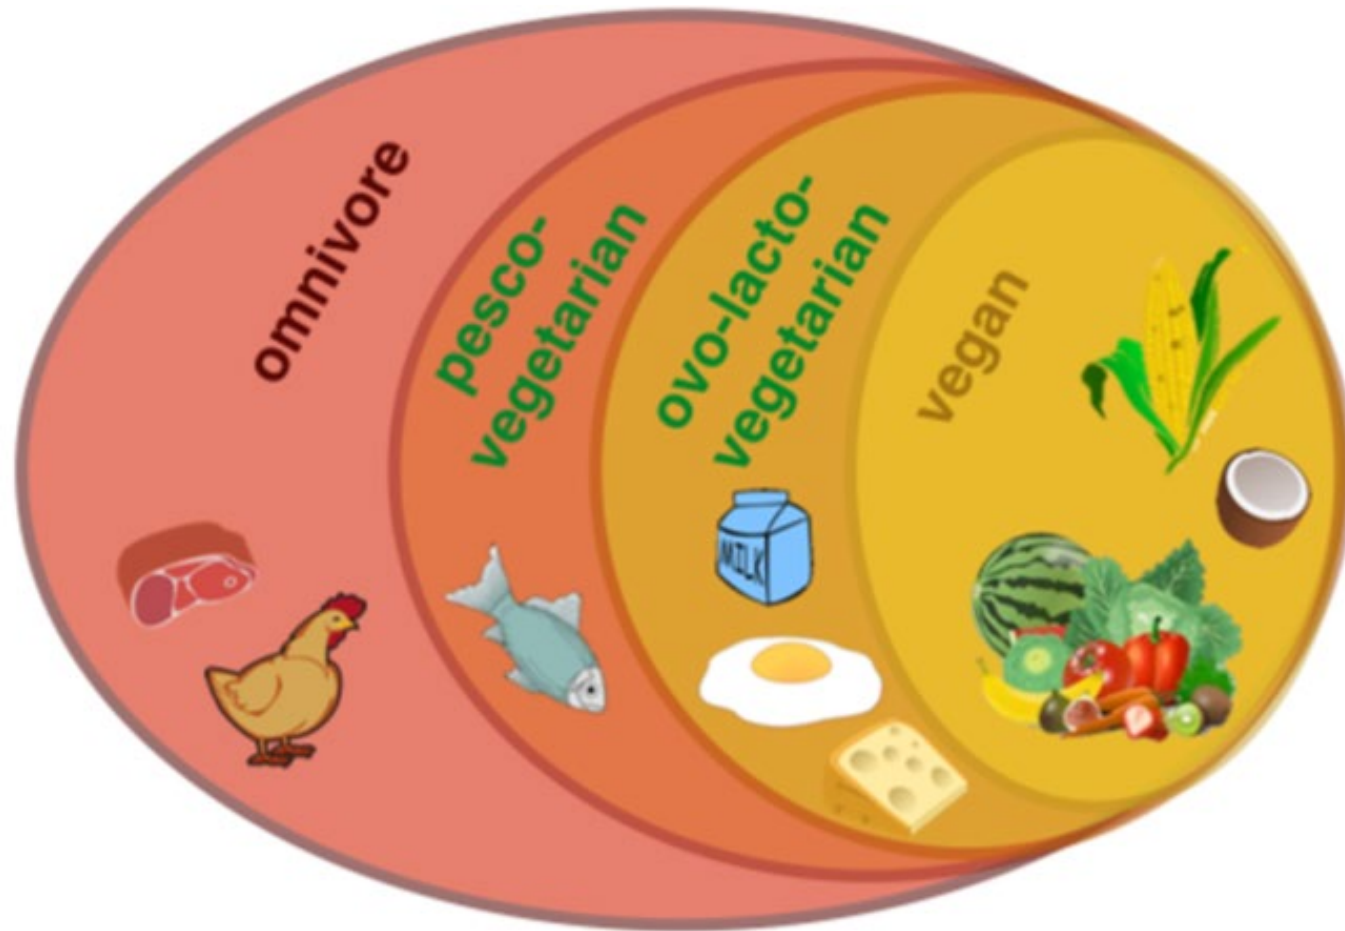 omnivore
pesco-
vegetarian
ovo-lacto-
vegetarian
vegan
MILK